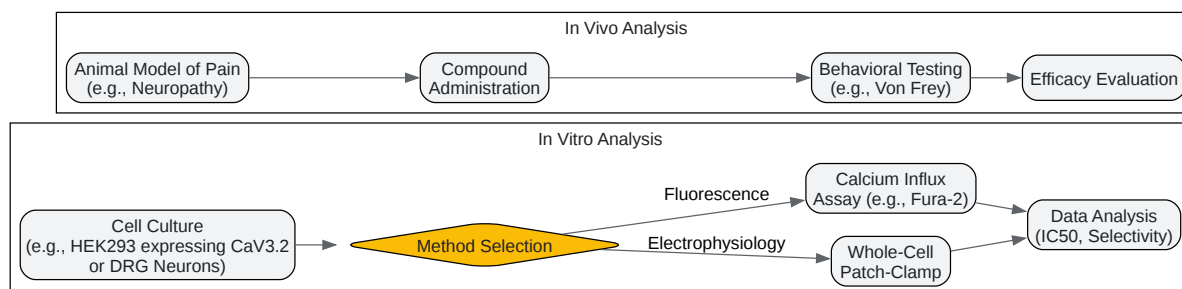 In Vivo Analysis
Animal Model of Pain
(e.g., Neuropathy)
Compound
Administration
Behavioral Testing
(e.g., Von Frey)
Efficacy Evaluation
In Vitro Analysis
Cell Culture
(e.g., HEK293 expressing CaV3.2
or DRG Neurons)
Method Selection
Fluorescence
Electrophysiology
Calcium Influx
Assay (e.g., Fura-2)
Whole-Cell
Patch-Clamp
Data Analysis
(IC50, Selectivity)